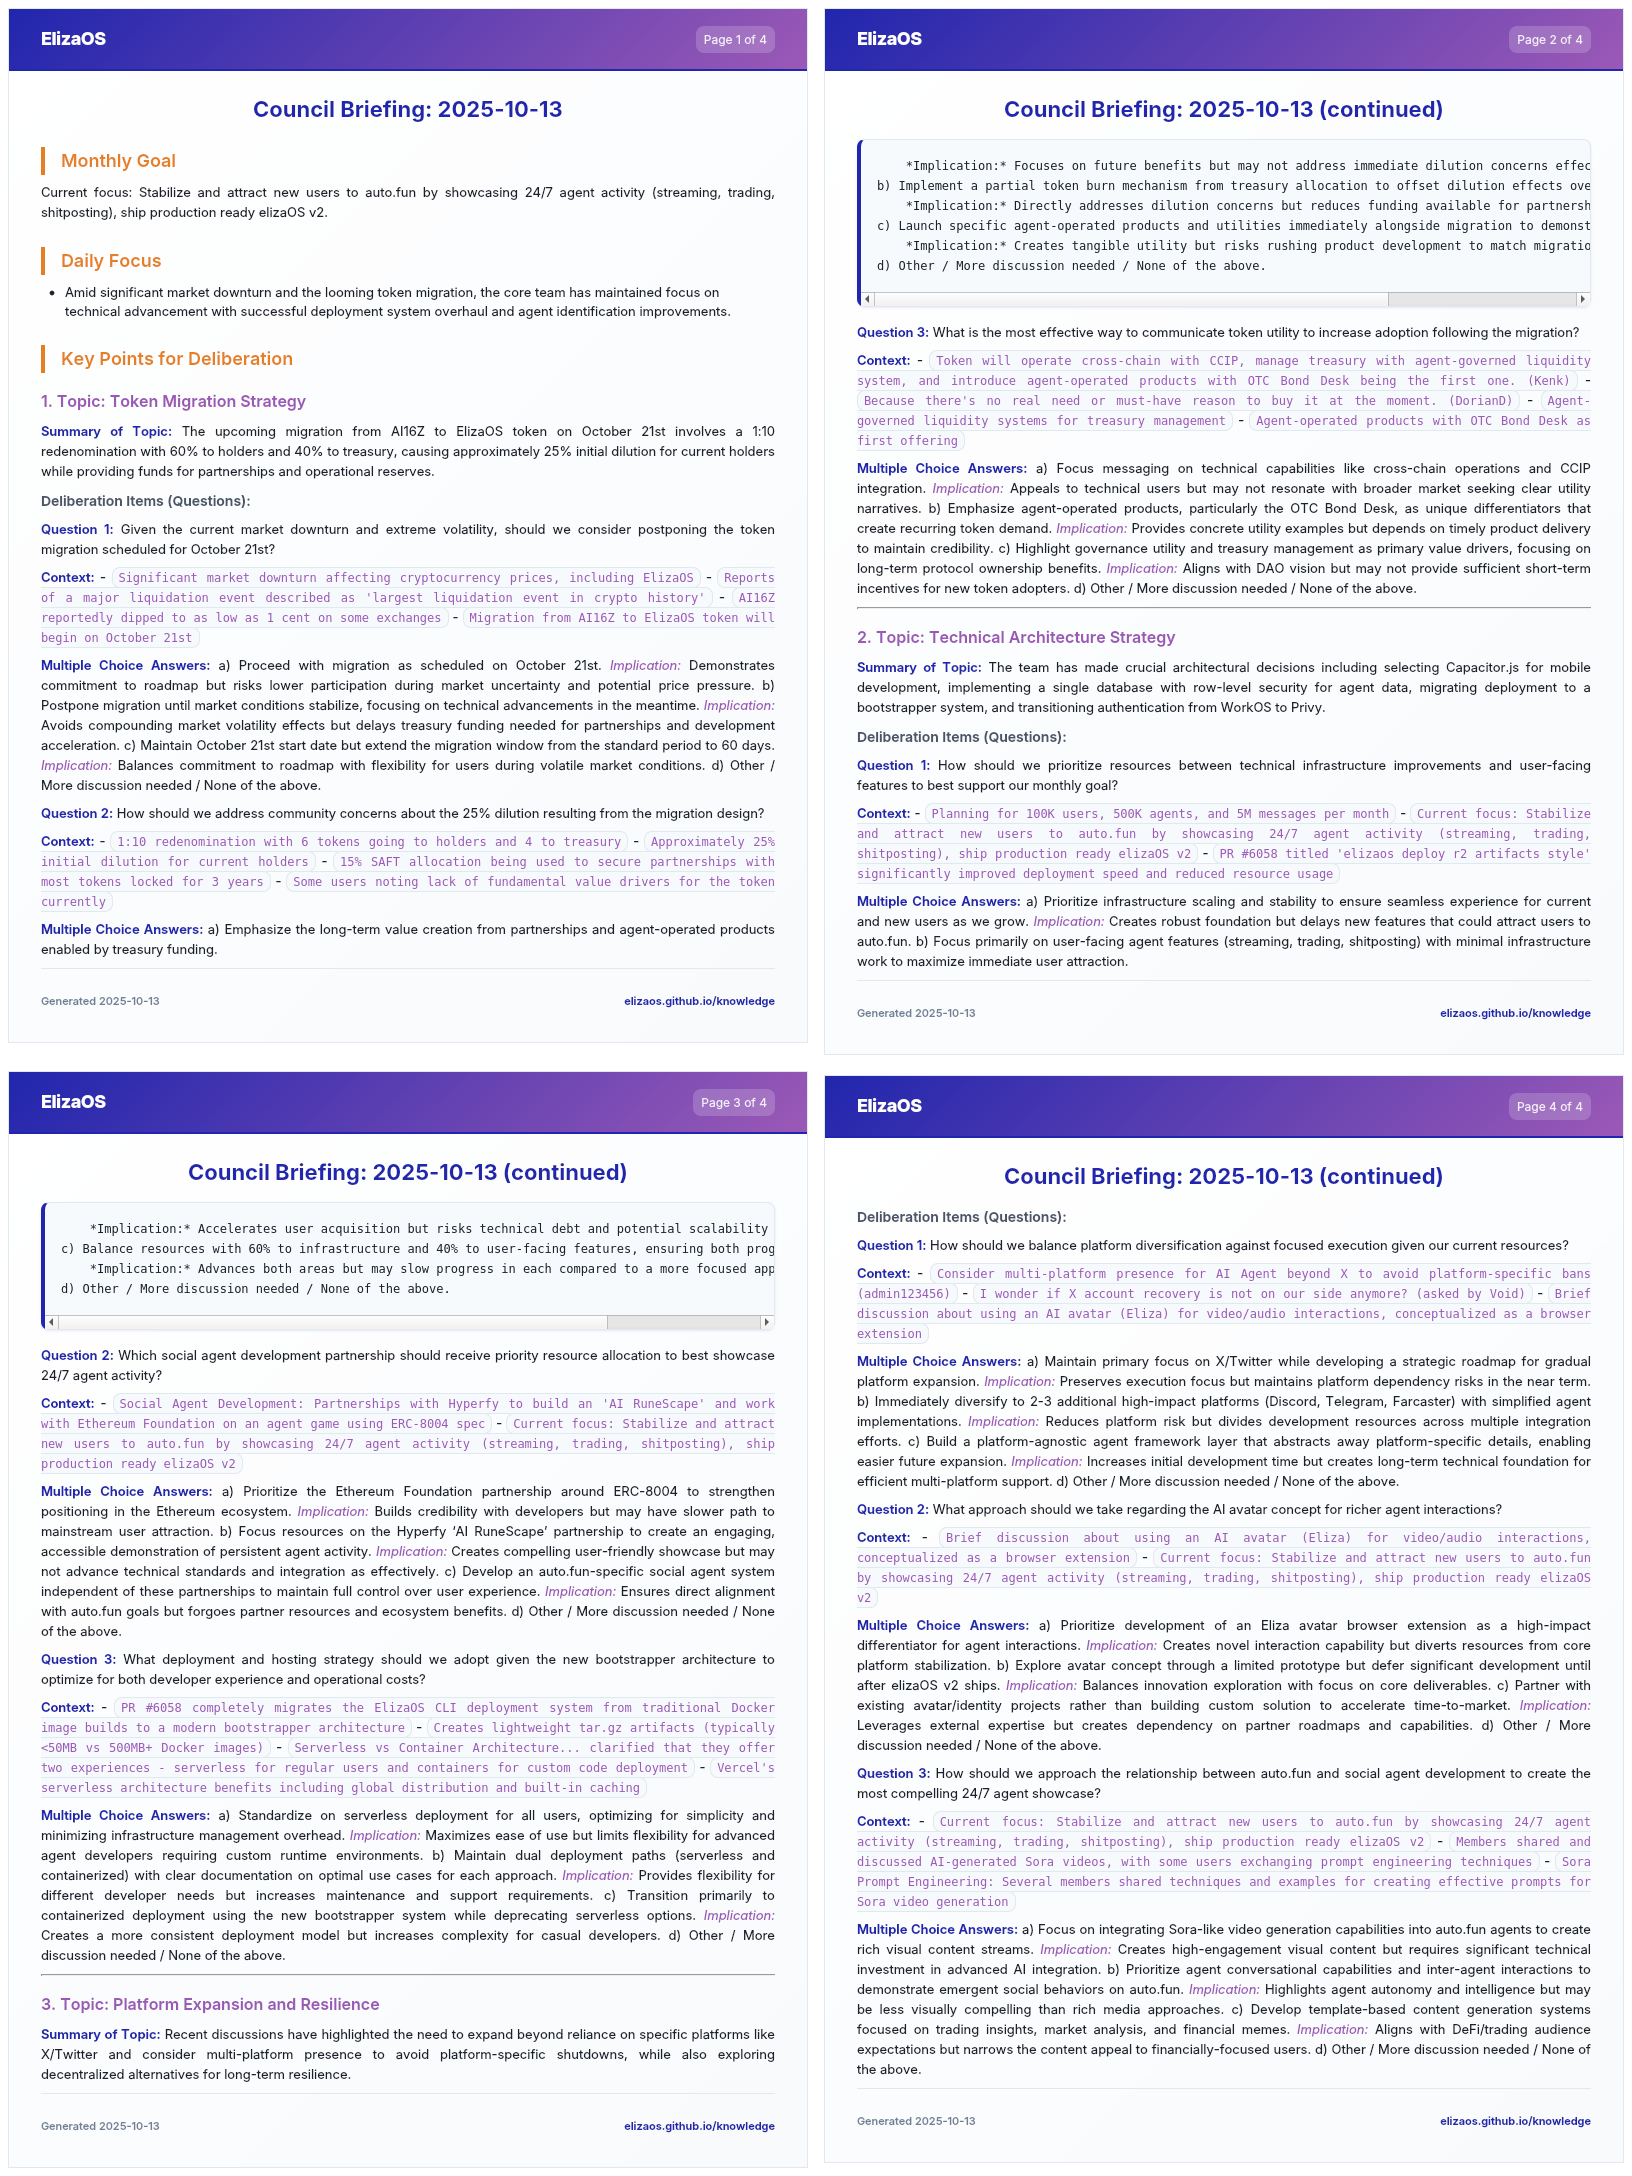 ElizaOS
Page 1 of 4
Council Briefing: 2025-10-13
Monthly Goal
Current focus: Stabilize and attract new users to auto.fun by showcasing 24/7 agent activity (streaming, trading,
shitposting), ship production ready elizaOS v2.
Daily Focus
• Amid significant market downturn and the looming token migration, the core team has maintained focus on
technical advancement with successful deployment system overhaul and agent identification improvements.
Key Points for Deliberation
1. Topic: Token Migration Strategy
Summary of Topic: The upcoming migration from AI16Z to ElizaOS token on October 21st involves a 1:10
redenomination with 60% to holders and 40% to treasury, causing approximately 25% initial dilution for current holders
while providing funds for partnerships and operational reserves.
Deliberation Items (Questions):
Question 1: Given the current market downturn and extreme volatility, should we consider postponing the token
migration scheduled for October 21st?
Context: - Significant market downturn affecting cryptocurrency prices, including ElizaOS - Reports
of a major liquidation event described as 'largest liquidation event in crypto history' - AI16Z
reportedly dipped to as low as 1 cent on some exchanges - Migration from AI16Z to ElizaOS token will
begin on October 21st
Multiple Choice Answers: a) Proceed with migration as scheduled on October 21st. Implication: Demonstrates
commitment to roadmap but risks lower participation during market uncertainty and potential price pressure. b)
Postpone migration until market conditions stabilize, focusing on technical advancements in the meantime. Implication:
Avoids compounding market volatility effects but delays treasury funding needed for partnerships and development
acceleration. c) Maintain October 21st start date but extend the migration window from the standard period to 60 days.
Implication: Balances commitment to roadmap with flexibility for users during volatile market conditions. d) Other /
More discussion needed / None of the above.
Question 2: How should we address community concerns about the 25% dilution resulting from the migration design?
Context: - 1:10 redenomination with 6 tokens going to holders and 4 to treasury - Approximately 25%
initial dilution for current holders - 15% SAFT allocation being used to secure partnerships with
most tokens locked for 3 years - Some users noting lack of fundamental value drivers for the token
currently
Multiple Choice Answers: a) Emphasize the long-term value creation from partnerships and agent-operated products
enabled by treasury funding.
Generated 2025-10-13
elizaos.github.io/knowledge
ElizaOS
Page 2 of 4
Council Briefing: 2025-10-13 (continued)
*Implication:* Focuses on future benefits but may not address immediate dilution concerns effec
b) Implement a partial token burn mechanism from treasury allocation to offset dilution effects ove
*Implication:* Directly addresses dilution concerns but reduces funding available for partnersh
c) Launch specific agent-operated products and utilities immediately alongside migration to demonst
*Implication:* Creates tangible utility but risks rushing product development to match migratio
d) Other / More discussion needed / None of the above.
Question 3: What is the most effective way to communicate token utility to increase adoption following the migration?
Context: - Token will operate cross-chain with CCIP, manage treasury with agent-governed liquidity
system, and introduce agent-operated products with OTC Bond Desk being the first one. (Kenk) -
Because there's no real need or must-have reason to buy it at the moment. (DorianD) - Agent-
governed liquidity systems for treasury management - Agent-operated products with OTC Bond Desk as
first offering
Multiple Choice Answers: a) Focus messaging on technical capabilities like cross-chain operations and CCIP
integration. Implication: Appeals to technical users but may not resonate with broader market seeking clear utility
narratives. b) Emphasize agent-operated products, particularly the OTC Bond Desk, as unique differentiators that
create recurring token demand. Implication: Provides concrete utility examples but depends on timely product delivery
to maintain credibility. c) Highlight governance utility and treasury management as primary value drivers, focusing on
long-term protocol ownership benefits. Implication: Aligns with DAO vision but may not provide sufficient short-term
incentives for new token adopters. d) Other / More discussion needed / None of the above.
2. Topic: Technical Architecture Strategy
Summary of Topic: The team has made crucial architectural decisions including selecting Capacitor.js for mobile
development, implementing a single database with row-level security for agent data, migrating deployment to a
bootstrapper system, and transitioning authentication from WorkOS to Privy.
Deliberation Items (Questions):
Question 1: How should we prioritize resources between technical infrastructure improvements and user-facing
features to best support our monthly goal?
Context: - Planning for 100K users, 500K agents, and 5M messages per month - Current focus: Stabilize
and attract new users to auto.fun by showcasing 24/7 agent activity (streaming, trading,
shitposting), ship production ready elizaOS v2 - PR #6058 titled 'elizaos deploy r2 artifacts style'
significantly improved deployment speed and reduced resource usage
Multiple Choice Answers: a) Prioritize infrastructure scaling and stability to ensure seamless experience for current
and new users as we grow. Implication: Creates robust foundation but delays new features that could attract users to
auto.fun. b) Focus primarily on user-facing agent features (streaming, trading, shitposting) with minimal infrastructure
work to maximize immediate user attraction.
Generated 2025-10-13
elizaos.github.io/knowledge
ElizaOS
Page 3 of 4
Council Briefing: 2025-10-13 (continued)
*Implication:* Accelerates user acquisition but risks technical debt and potential scalability
c) Balance resources with 60% to infrastructure and 40% to user-facing features, ensuring both prog
*Implication:* Advances both areas but may slow progress in each compared to a more focused app
d) Other / More discussion needed / None of the above.
Question 2: Which social agent development partnership should receive priority resource allocation to best showcase
24/7 agent activity?
Context: - Social Agent Development: Partnerships with Hyperfy to build an 'AI RuneScape' and work
with Ethereum Foundation on an agent game using ERC-8004 spec - Current focus: Stabilize and attract
new users to auto.fun by showcasing 24/7 agent activity (streaming, trading, shitposting), ship
production ready elizaOS v2
Multiple Choice Answers: a) Prioritize the Ethereum Foundation partnership around ERC-8004 to strengthen
positioning in the Ethereum ecosystem. Implication: Builds credibility with developers but may have slower path to
mainstream user attraction. b) Focus resources on the Hyperfy ‘AI RuneScape’ partnership to create an engaging,
accessible demonstration of persistent agent activity. Implication: Creates compelling user-friendly showcase but may
not advance technical standards and integration as effectively. c) Develop an auto.fun-specific social agent system
independent of these partnerships to maintain full control over user experience. Implication: Ensures direct alignment
with auto.fun goals but forgoes partner resources and ecosystem benefits. d) Other / More discussion needed / None
of the above.
Question 3: What deployment and hosting strategy should we adopt given the new bootstrapper architecture to
optimize for both developer experience and operational costs?
Context: - PR #6058 completely migrates the ElizaOS CLI deployment system from traditional Docker
image builds to a modern bootstrapper architecture - Creates lightweight tar.gz artifacts (typically
<50MB vs 500MB+ Docker images) - Serverless vs Container Architecture... clarified that they offer
two experiences - serverless for regular users and containers for custom code deployment - Vercel's
serverless architecture benefits including global distribution and built-in caching
Multiple Choice Answers: a) Standardize on serverless deployment for all users, optimizing for simplicity and
minimizing infrastructure management overhead. Implication: Maximizes ease of use but limits flexibility for advanced
agent developers requiring custom runtime environments. b) Maintain dual deployment paths (serverless and
containerized) with clear documentation on optimal use cases for each approach. Implication: Provides flexibility for
different developer needs but increases maintenance and support requirements. c) Transition primarily to
containerized deployment using the new bootstrapper system while deprecating serverless options. Implication:
Creates a more consistent deployment model but increases complexity for casual developers. d) Other / More
discussion needed / None of the above.
3. Topic: Platform Expansion and Resilience
Summary of Topic: Recent discussions have highlighted the need to expand beyond reliance on specific platforms like
X/Twitter and consider multi-platform presence to avoid platform-specific shutdowns, while also exploring
decentralized alternatives for long-term resilience.
Generated 2025-10-13
elizaos.github.io/knowledge
ElizaOS
Page 4 of 4
Council Briefing: 2025-10-13 (continued)
Deliberation Items (Questions):
Question 1: How should we balance platform diversification against focused execution given our current resources?
Context: - Consider multi-platform presence for AI Agent beyond X to avoid platform-specific bans
(admin123456) - I wonder if X account recovery is not on our side anymore? (asked by Void) - Brief
discussion about using an AI avatar (Eliza) for video/audio interactions, conceptualized as a browser
extension
Multiple Choice Answers: a) Maintain primary focus on X/Twitter while developing a strategic roadmap for gradual
platform expansion. Implication: Preserves execution focus but maintains platform dependency risks in the near term.
b) Immediately diversify to 2-3 additional high-impact platforms (Discord, Telegram, Farcaster) with simplified agent
implementations. Implication: Reduces platform risk but divides development resources across multiple integration
efforts. c) Build a platform-agnostic agent framework layer that abstracts away platform-specific details, enabling
easier future expansion. Implication: Increases initial development time but creates long-term technical foundation for
efficient multi-platform support. d) Other / More discussion needed / None of the above.
Question 2: What approach should we take regarding the AI avatar concept for richer agent interactions?
Context: - Brief discussion about using an AI avatar (Eliza) for video/audio interactions,
conceptualized as a browser extension - Current focus: Stabilize and attract new users to auto.fun
by showcasing 24/7 agent activity (streaming, trading, shitposting), ship production ready elizaOS
v2
Multiple Choice Answers: a) Prioritize development of an Eliza avatar browser extension as a high-impact
differentiator for agent interactions. Implication: Creates novel interaction capability but diverts resources from core
platform stabilization. b) Explore avatar concept through a limited prototype but defer significant development until
after elizaOS v2 ships. Implication: Balances innovation exploration with focus on core deliverables. c) Partner with
existing avatar/identity projects rather than building custom solution to accelerate time-to-market. Implication:
Leverages external expertise but creates dependency on partner roadmaps and capabilities. d) Other / More
discussion needed / None of the above.
Question 3: How should we approach the relationship between auto.fun and social agent development to create the
most compelling 24/7 agent showcase?
Context: - Current focus: Stabilize and attract new users to auto.fun by showcasing 24/7 agent
activity (streaming, trading, shitposting), ship production ready elizaOS v2 - Members shared and
discussed AI-generated Sora videos, with some users exchanging prompt engineering techniques - Sora
Prompt Engineering: Several members shared techniques and examples for creating effective prompts for
Sora video generation
Multiple Choice Answers: a) Focus on integrating Sora-like video generation capabilities into auto.fun agents to create
rich visual content streams. Implication: Creates high-engagement visual content but requires significant technical
investment in advanced AI integration. b) Prioritize agent conversational capabilities and inter-agent interactions to
demonstrate emergent social behaviors on auto.fun. Implication: Highlights agent autonomy and intelligence but may
be less visually compelling than rich media approaches. c) Develop template-based content generation systems
focused on trading insights, market analysis, and financial memes. Implication: Aligns with DeFi/trading audience
expectations but narrows the content appeal to financially-focused users. d) Other / More discussion needed / None of
the above.
Generated 2025-10-13
elizaos.github.io/knowledge